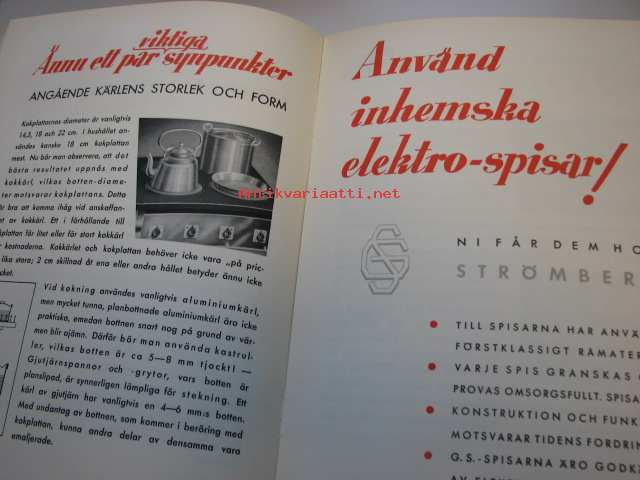 viktiga
Ännu ett par synpunkter
ANGÅENDE KÄRLENS STORLEK OCH FORM
Kokplattornas diameter är vanligtvis
14,5, 18 och 22 cm. I hushållet an-
vändes kanske 18 cm kokplattan
mest. Nu bör man observera, att det
bästa resultatet uppnås med
kokkärl, vilkas botten-diame-
ter motsvarar kokplattans. Detta
bör man komma ihåg vid anskaffan-
det av kokkärl. Ett i förhållande till
kokplattan för litet eller för stort kokkärl
kostnaderna. Kokkärlet och kokplattan behöver icke vara „på pric-
lika stora; 2 cm skillnad åt ena eller andra hållet betyder ännu icke
Vid kokning användes vanligtvis aluminiumkärl,
men mycket tunna, planbottnade aluminiumkärl äro icke
praktiska, emedan bottnen snart nog på grund av vär-
men blir ojämn. Därför bör man använda kastrul-
ler, vilkas botten är ca 5—8 mm tjockt! —
Gjutjärnspannor och -grytor, vars botten är
planslipad, är synnerligen lämpliga för stekning. Ett
kärl av gjutjärn har vanligtvis en 4—6 mm:s botten.
Med undantag av bottnen, som kommer i beröring med
kokplattan, kunna andra delar av densamma vara
emaljerade.
Antikvariaatti.net
Använd
inhemska
elektro-spisar!
NI FÅR DEM HO
STRÖMBER
TILL SPISARNA HAR ANVÄ
FÖRSTKLASSIGT RÅMATER
VARJE SPIS GRANSKAS
PROVAS OMSORGSFULLT. SPISA
KONSTRUKTION OCH FUNK
MOTSVARAR TIDENS FORDRIN
G.S.-SPISARNA ÄRO GODKÄ